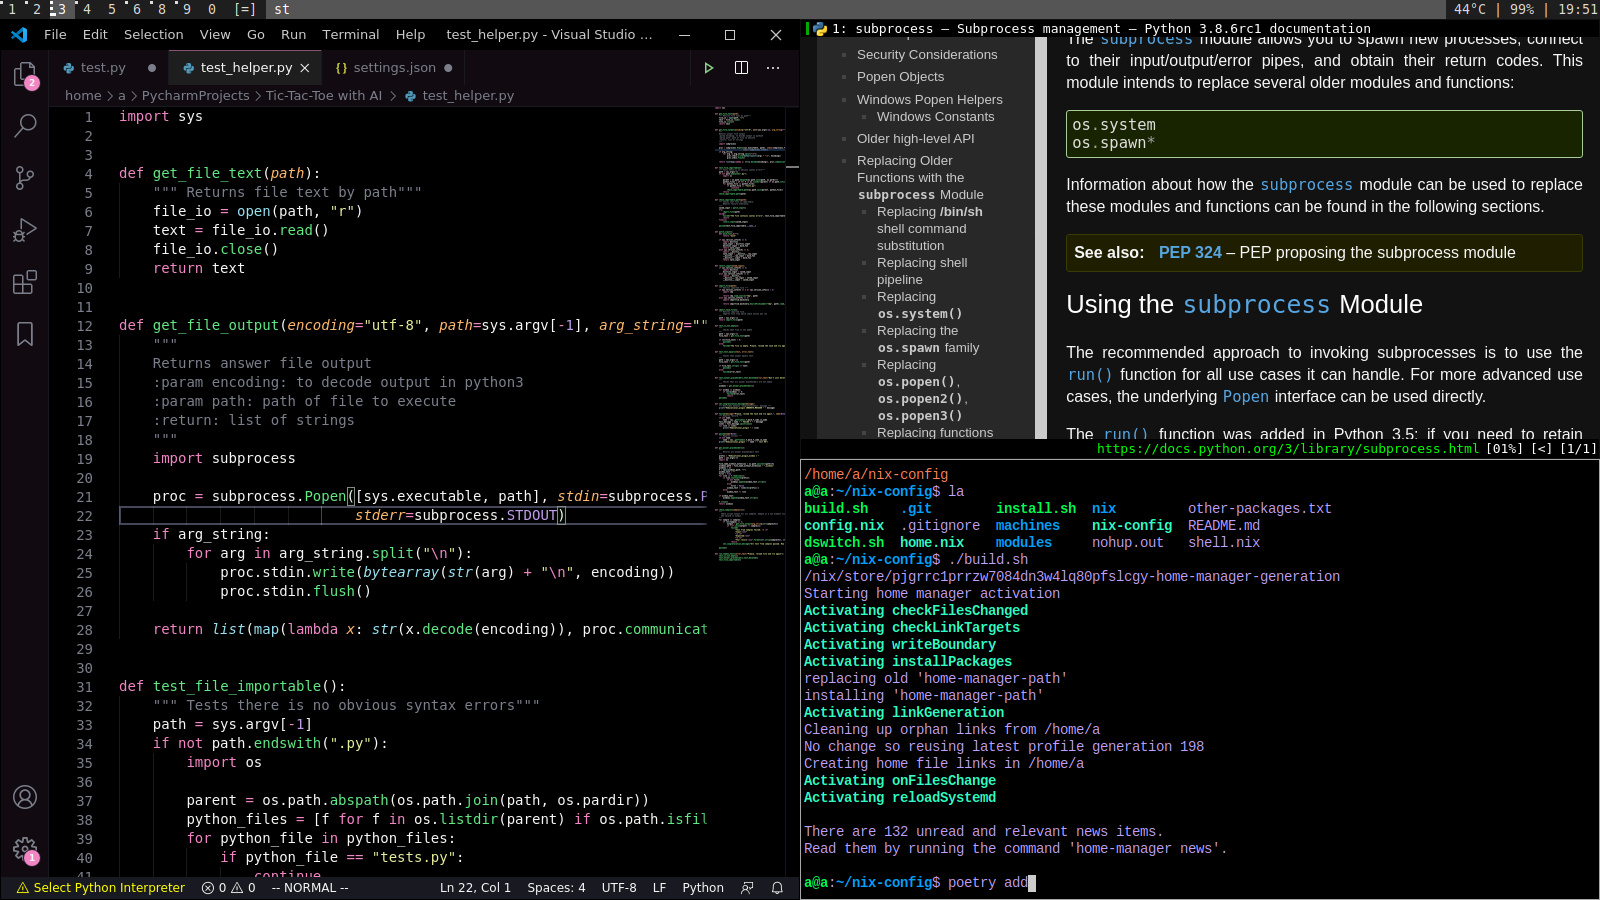 1 2 3 4 5 6 7 8 9 0 [=] st
44°C | 99% | 19:51
File Edit Selection View Go Run Terminal Help test_helper.py - Visual Studio ...
test.py
test_helper.py
{} settings.json
home > a > PycharmProjects > Tic-Tac-Toe with AI > test_helper.py
2
1 import sys
2
3
4 def get_file_text(path):
5 """ Returns file text by path"""
6 file_io = open(path, "r")
7 text = file_io.read()
8 file_io.close()
9 return text
10
11
12 def get_file_output(encoding="utf-8", path=sys.argv[-1], arg_string=""
13 """
14 Returns answer file output
15 :param encoding: to decode output in python3
16 :param path: path of file to execute
17 :return: list of strings
18 """
19 import subprocess
20
21 proc = subprocess.Popen([sys.executable, path], stdin=subprocess.P
22 stderr=subprocess.STDOUT)
23 if arg_string:
24 for arg in arg_string.split("\n"):
25 proc.stdin.write(bytearray(str(arg) + "\n", encoding))
26 proc.stdin.flush()
27
28 return list(map(lambda x: str(x.decode(encoding)), proc.communicat
29
30
31 def test_file_importable():
32 """ Tests there is no obvious syntax errors"""
33 path = sys.argv[-1]
34 if not path.endswith(".py"):
35 import os
36
37 parent = os.path.abspath(os.path.join(path, os.pardir))
38 python_files = [f for f in os.listdir(parent) if os.path.isfil
39 for python_file in python_files:
40 if python_file == "tests.py":
41 continue
1
Select Python Interpreter 0 0 -- NORMAL -- Ln 22, Col 1 Spaces: 4 UTF-8 LF Python
1: subprocess — Subprocess management — Python 3.8.6rc1 documentation
Security Considerations
Popen Objects
Windows Popen Helpers
Windows Constants
Older high-level API
Replacing Older
Functions with the
subprocess Module
Replacing /bin/sh
shell command
substitution
Replacing shell
pipeline
Replacing
os.system()
Replacing the
os.spawn family
Replacing
os.popen(),
os.popen2(),
os.popen3()
Replacing functions
The subprocess module allows you to spawn new processes, connect
to their input/output/error pipes, and obtain their return codes. This
module intends to replace several older modules and functions:
os.system
os.spawn*
Information about how the subprocess module can be used to replace
these modules and functions can be found in the following sections.
See also: PEP 324 – PEP proposing the subprocess module
Using the subprocess Module
The recommended approach to invoking subprocesses is to use the
run() function for all use cases it can handle. For more advanced use
cases, the underlying Popen interface can be used directly.
The run() function was added in Python 3.5; if you need to retain
https://docs.python.org/3/library/subprocess.html [01%] [<] [1/1]
/home/a/nix-config
a@a:~/nix-config$ la
build.sh .git install.sh nix other-packages.txt
config.nix .gitignore machines nix-config README.md
dswitch.sh home.nix modules nohup.out shell.nix
a@a:~/nix-config$ ./build.sh
/nix/store/pjgrrc1prrzw7084dn3w4lq80pfslcgy-home-manager-generation
Starting home manager activation
Activating checkFilesChanged
Activating checkLinkTargets
Activating writeBoundary
Activating installPackages
replacing old 'home-manager-path'
installing 'home-manager-path'
Activating linkGeneration
Cleaning up orphan links from /home/a
No change so reusing latest profile generation 198
Creating home file links in /home/a
Activating onFilesChange
Activating reloadSystemd
There are 132 unread and relevant news items.
Read them by running the command 'home-manager news'.
a@a:~/nix-config$ poetry add